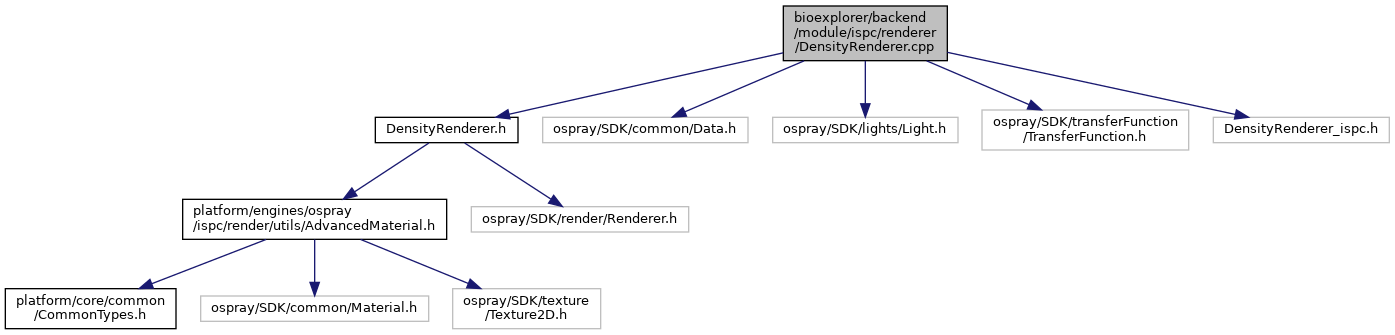 bioexplorer/backend
/module/ispc/renderer
/DensityRenderer.cpp
DensityRenderer.h
ospray/SDK/common/Data.h
ospray/SDK/lights/Light.h
ospray/SDK/transferFunction
/TransferFunction.h
DensityRenderer_ispc.h
platform/engines/ospray
/ispc/render/utils/AdvancedMaterial.h
ospray/SDK/render/Renderer.h
platform/core/common
/CommonTypes.h
ospray/SDK/common/Material.h
ospray/SDK/texture
/Texture2D.h